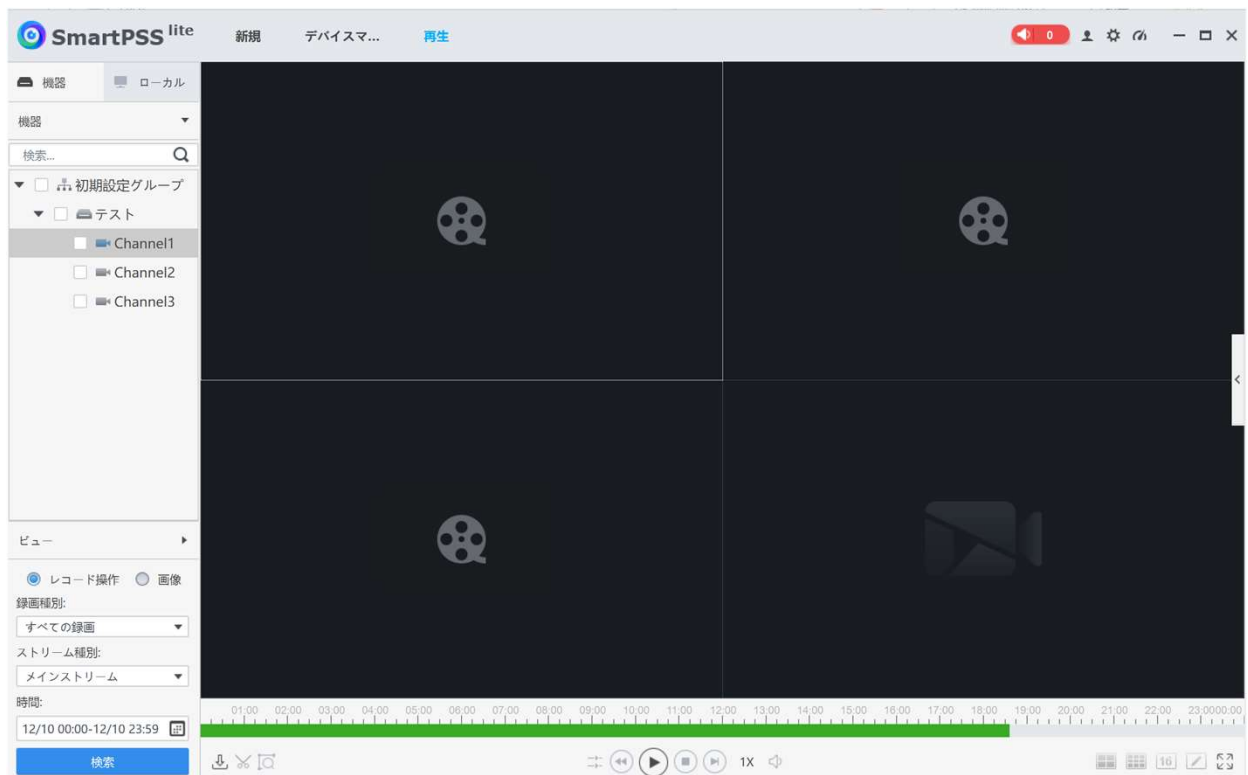 SmartPSS lite 新規 デバイスマ... 再生 0
機器 ローカル
機器
検索...
初期設定グループ
テスト
Channel1
Channel2
Channel3
ビュー
レコード操作 画像
録画種別:
すべての録画
ストリーム種別:
メインストリーム
時間:
12/10 00:00-12/10 23:59
検索
01:00 02:00 03:00 04:00 05:00 06:00 07:00 08:00 09:00 10:00 11:00 12:00 13:00 14:00 15:00 16:00 17:00 18:00 19:00 20:00 21:00 22:00 23:0000:00
1X 16